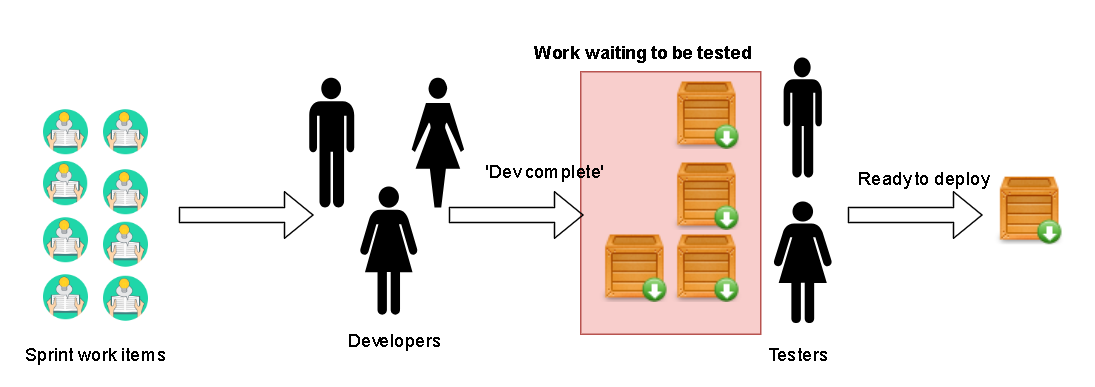 Work waiting to be tested
'Dev complete'
Ready to deploy
Developers
Sprint work items
Testers